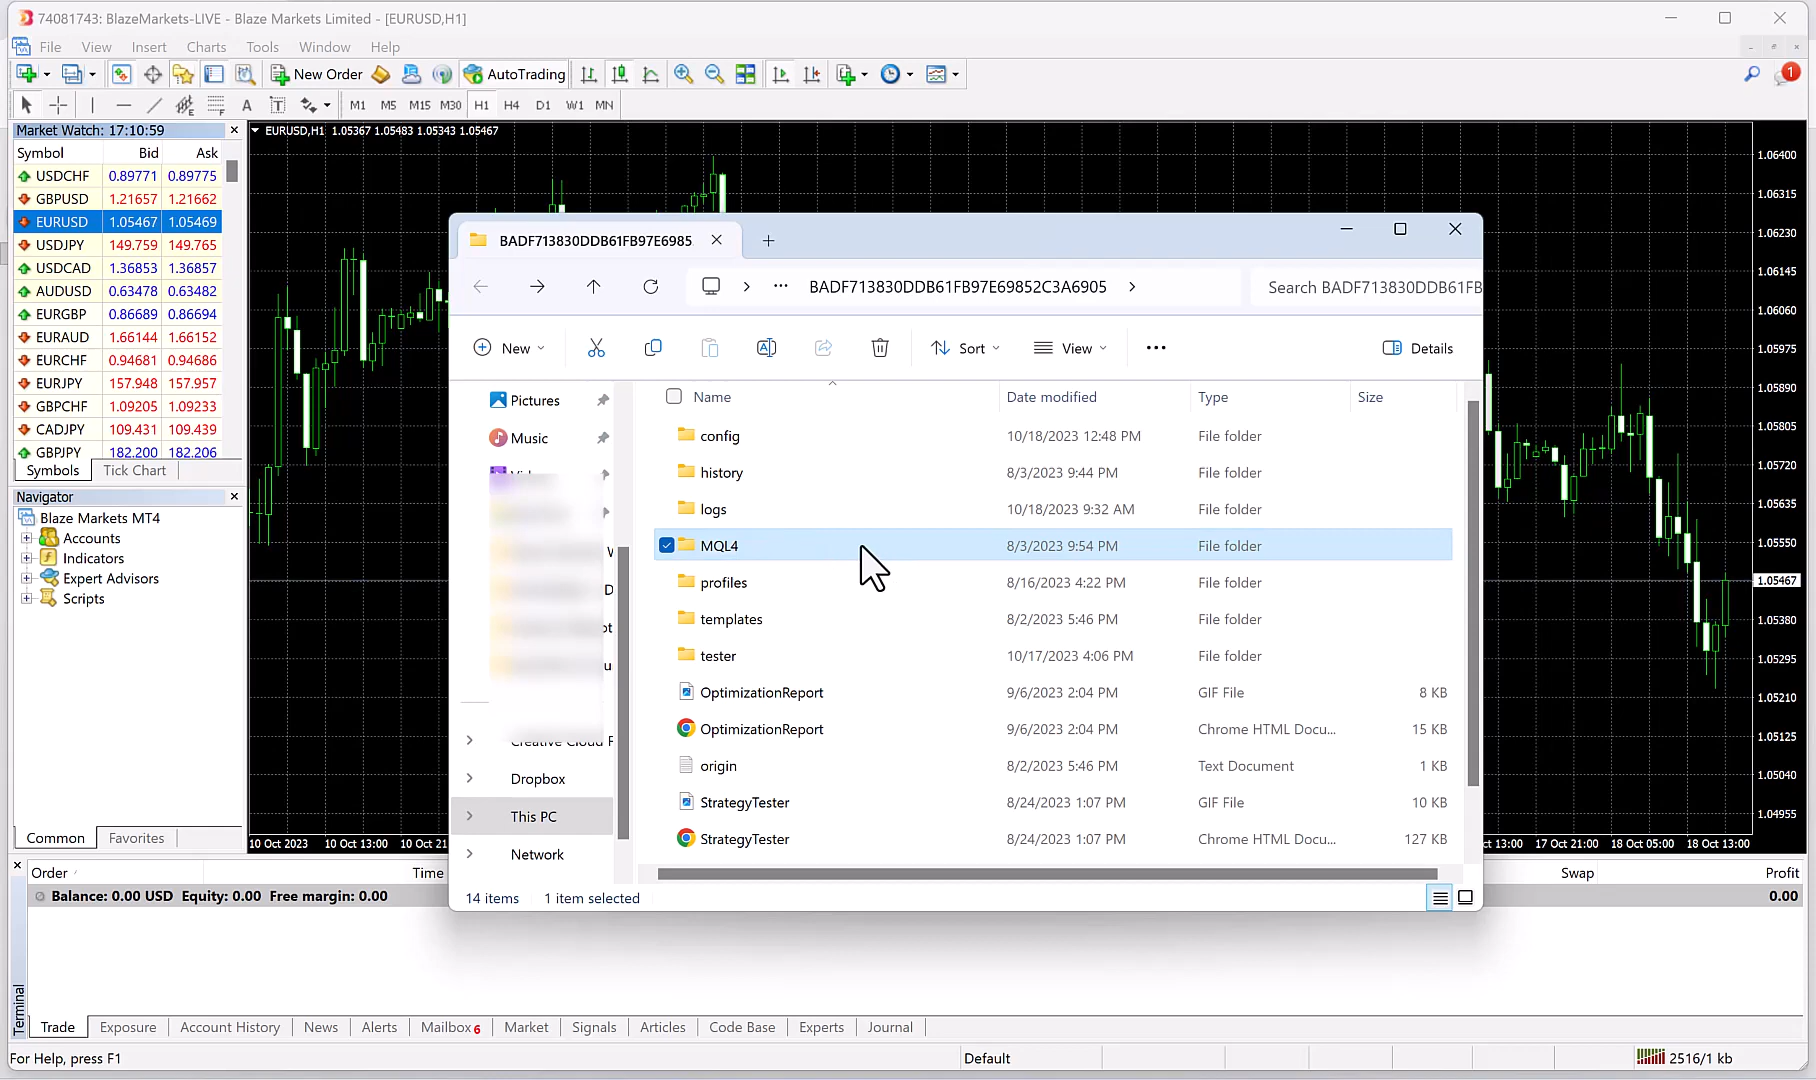 74081743: BlazeMarkets-LIVE - Blaze Markets Limited - [EURUSD,H1]
File View Insert Charts Tools Window Help
New Order AutoTrading 1
A T M1 M5 M15 M30 H1 H4 D1 W1 MN
Market Watch: 17:10:59
Symbol Bid Ask
USDCHF 0.89771 0.89775
GBPUSD 1.21657 1.21662
EURUSD 1.05467 1.05469
USDJPY 149.759 149.765
USDCAD 1.36853 1.36857
AUDUSD 0.63478 0.63482
EURGBP 0.86689 0.86694
EURAUD 1.66144 1.66152
EURCHF 0.94681 0.94686
EURJPY 157.948 157.957
GBPCHF 1.09205 1.09233
CADJPY 109.431 109.439
GBPJPY 182.200 182.206
Symbols Tick Chart
Navigator
Blaze Markets MT4
Accounts
Indicators
Expert Advisors
Scripts
Common Favorites
EURUSD,H1 1.05367 1.05483 1.05343 1.05467
1.06400
1.06315
1.06230
1.06145
1.06060
1.05975
1.05890
1.05805
1.05720
1.05635
1.05550
1.05467
1.05380
1.05295
1.05210
1.05125
1.05040
1.04955
10 Oct 2023 10 Oct 13:00 10 Oct 21 ct 13:00 17 Oct 21:00 18 Oct 05:00 18 Oct 13:00
BADF713830DDB61FB97E6985
BADF713830DDB61FB97E69852C3A6905 Search BADF713830DDB61FB
New Sort View Details
Pictures
Music
Dropbox
This PC
Network
Name Date modified Type Size
config 10/18/2023 12:48 PM File folder
history 8/3/2023 9:44 PM File folder
logs 10/18/2023 9:32 AM File folder
MQL4 8/3/2023 9:54 PM File folder
profiles 8/16/2023 4:22 PM File folder
templates 8/2/2023 5:46 PM File folder
tester 10/17/2023 4:06 PM File folder
OptimizationReport 9/6/2023 2:04 PM GIF File 8 KB
OptimizationReport 9/6/2023 2:04 PM Chrome HTML Docu... 15 KB
origin 8/2/2023 5:46 PM Text Document 1 KB
StrategyTester 8/24/2023 1:07 PM GIF File 10 KB
StrategyTester 8/24/2023 1:07 PM Chrome HTML Docu... 127 KB
14 items 1 item selected
Order Time Swap Profit
Balance: 0.00 USD Equity: 0.00 Free margin: 0.00 0.00
Terminal
Trade Exposure Account History News Alerts Mailbox 6 Market Signals Articles Code Base Experts Journal
For Help, press F1 Default 2516/1 kb